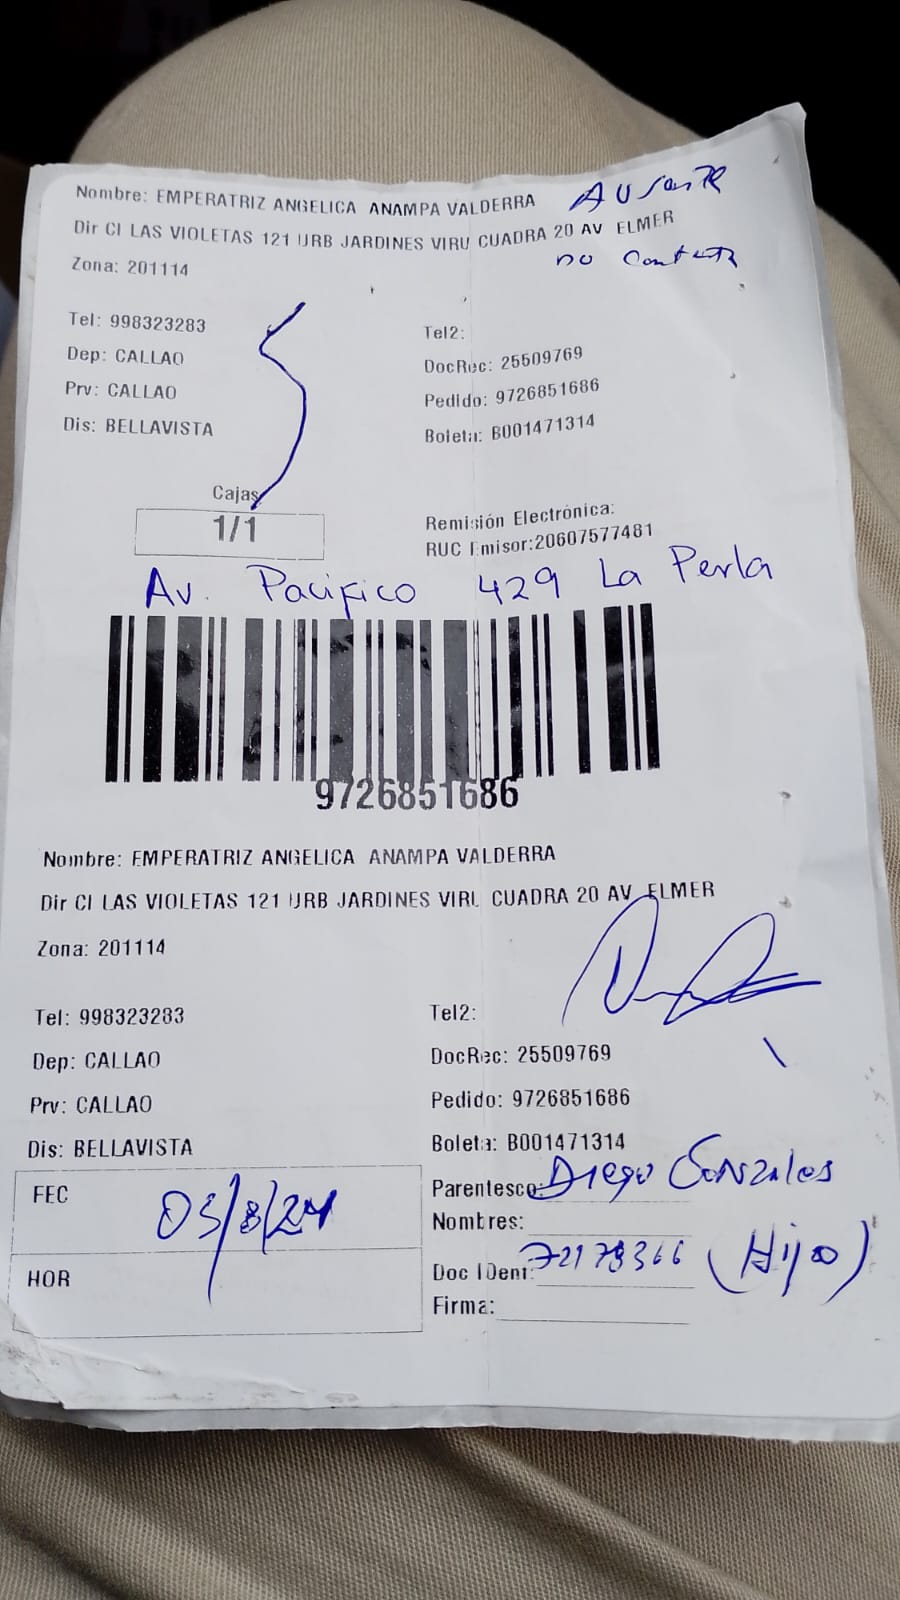 Nombre: EMPERATRIZ ANGELICA ANAMPA VALDERRA Ausente
Dir Cl LAS VIOLETAS 121 URB JARDINES VIRU CUADRA 20 AV ELMER
no contesta
Zona: 201114
Tel: 998323283 Tel2:
Dep: CALLAO DocRec: 25509769
Prv: CALLAO Pedido: 9726851686
Dis: BELLAVISTA Boleta: B001471314
Cajas
1/1
Remisión Electrónica:
RUC Emisor:20607577481
Av. Pacifico 429 La Perla
9726851686
Nombre: EMPERATRIZ ANGELICA ANAMPA VALDERRA
Dir Cl LAS VIOLETAS 121 URB JARDINES VIRU CUADRA 20 AV ELMER
Zona: 201114
Tel: 998323283 Tel2:
Dep: CALLAO DocRec: 25509769
Prv: CALLAO Pedido: 9726851686
Dis: BELLAVISTA Boleta: B001471314
FEC 05/8/24 Parentesco: Diego Gonzales
Nombres:
HOR Doc IDent: 72178366 (Hijo)
Firma: